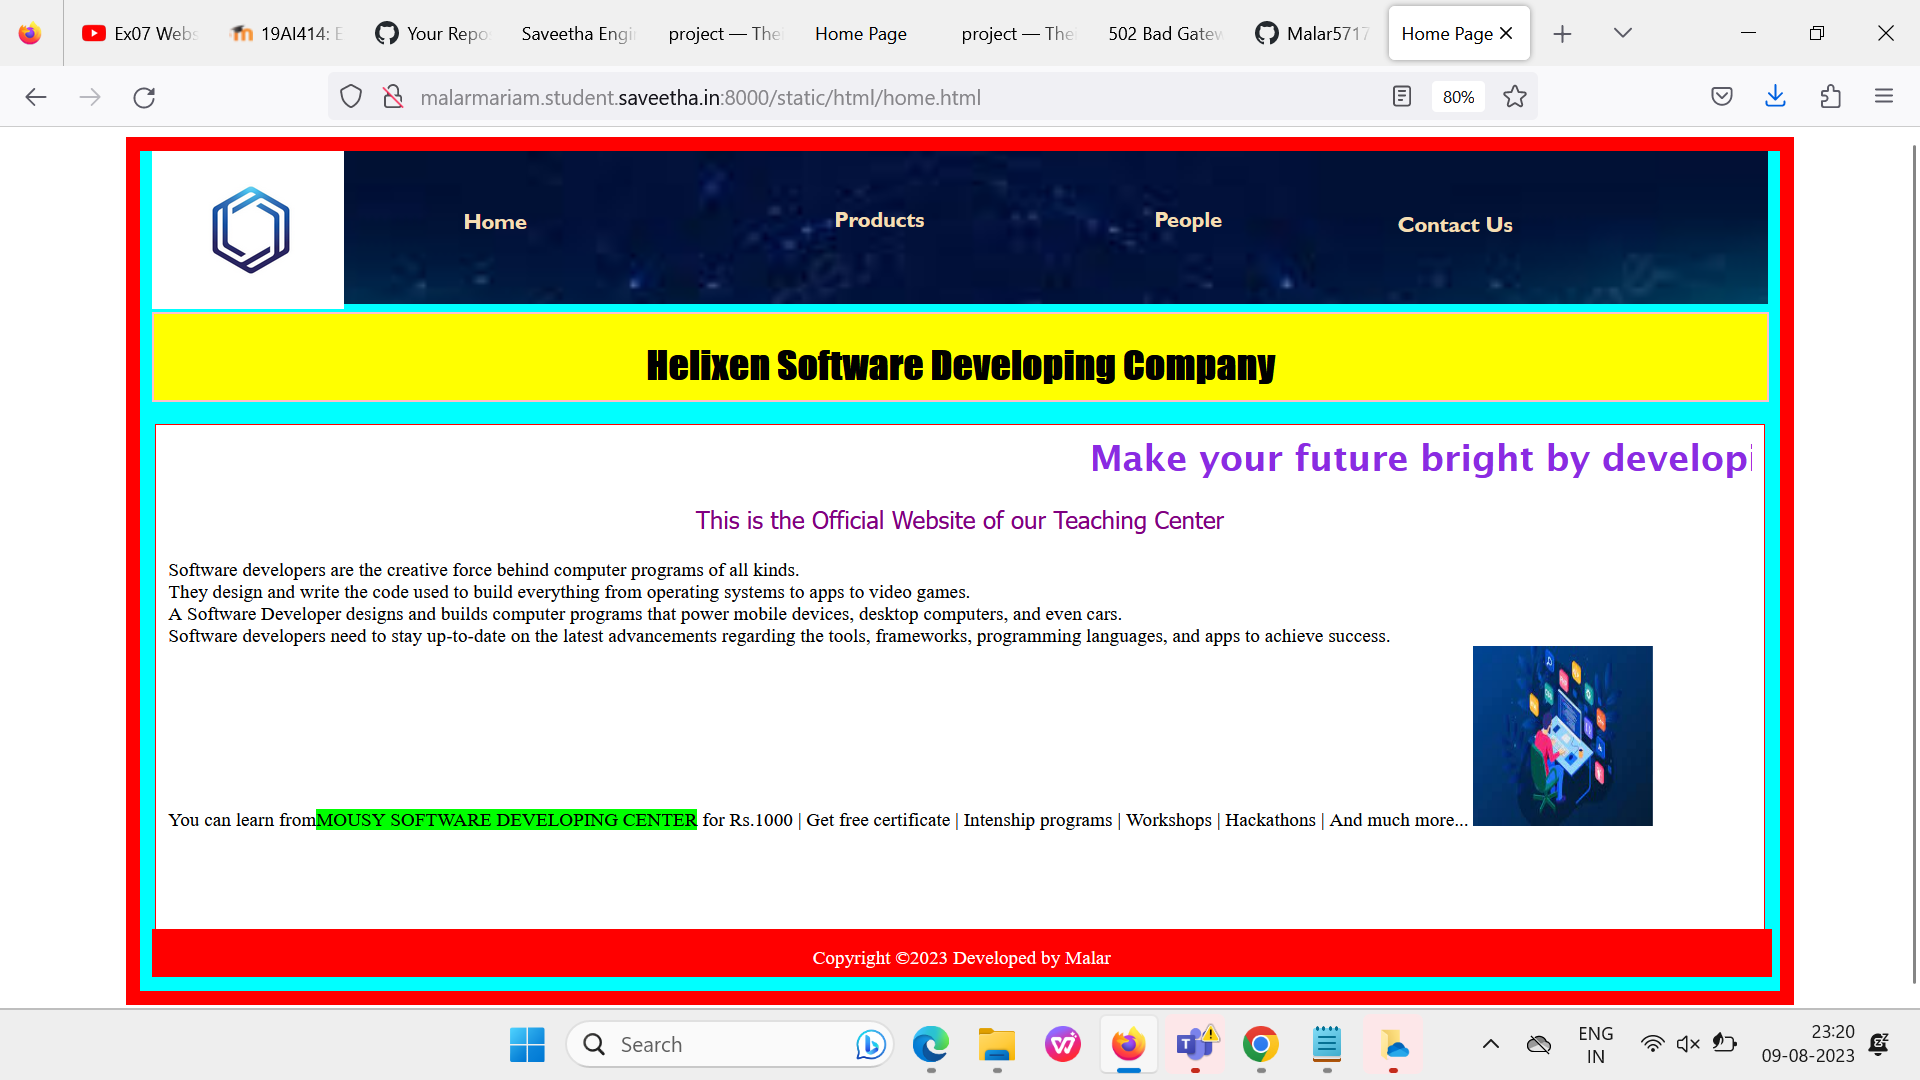 Ex07 Webs
19AI414: E
Your Repo
Saveetha Engi
project — The
Home Page
project — The
502 Bad Gatew
Malar5717
Home Page
malarmariam.student.saveetha.in:8000/static/html/home.html
80%
Home
Products
People
Contact Us
Helixen Software Developing Company
Make your future bright by developi
This is the Official Website of our Teaching Center
Software developers are the creative force behind computer programs of all kinds.
They design and write the code used to build everything from operating systems to apps to video games.
A Software Developer designs and builds computer programs that power mobile devices, desktop computers, and even cars.
Software developers need to stay up-to-date on the latest advancements regarding the tools, frameworks, programming languages, and apps to achieve success.
You can learn fromMOUSY SOFTWARE DEVELOPING CENTER for Rs.1000 | Get free certificate | Intenship programs | Workshops | Hackathons | And much more...
Copyright ©2023 Developed by Malar
Search
ENG
IN
23:20
09-08-2023